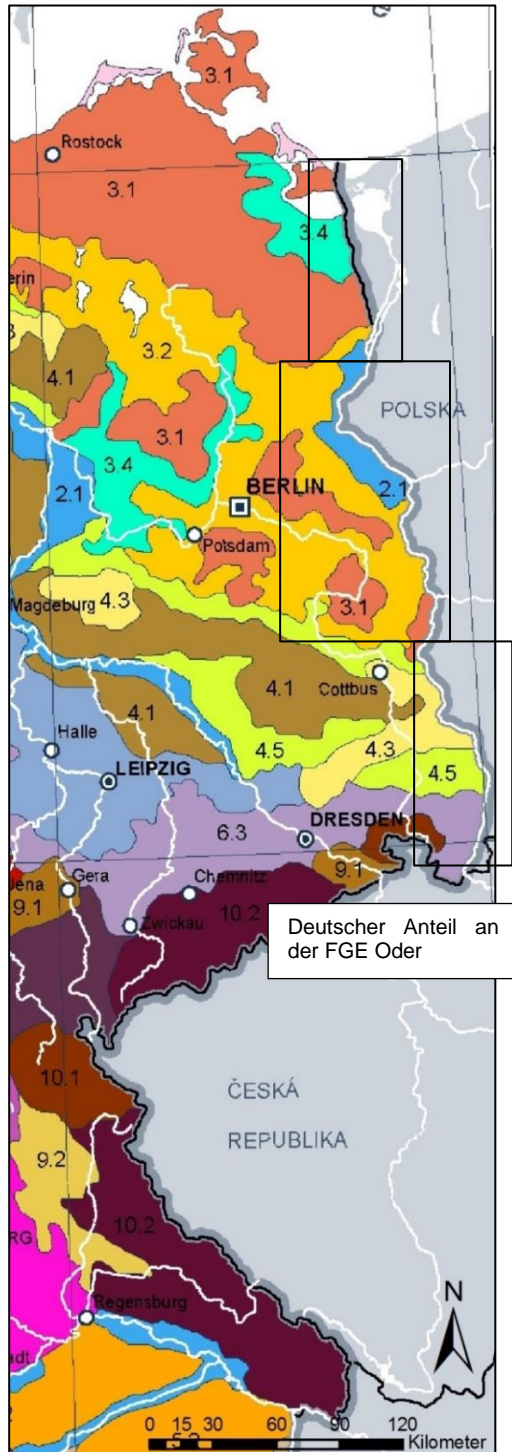 3.1
Rostock
3.1
3.4
erin
3.2
4.1
POLSKA
3.1
3.4
2.1
BERLIN
2.1
Potsdam
4.3
Magdeburg
3.1
4.1
Cottbus
4.1
Halle
4.3
4.5
4.5
LEIPZIG
6.3
DRESDEN
9.1
Jena
Gera
Chemnitz
9.1
10.2
Zwickau
Deutscher Anteil an
der FGE Oder
10.1
ČESKÁ
REPUBLIKA
9.2
10.2
RG
N
Regensburg
adt
0 15 30 60 90 120
Kilometer